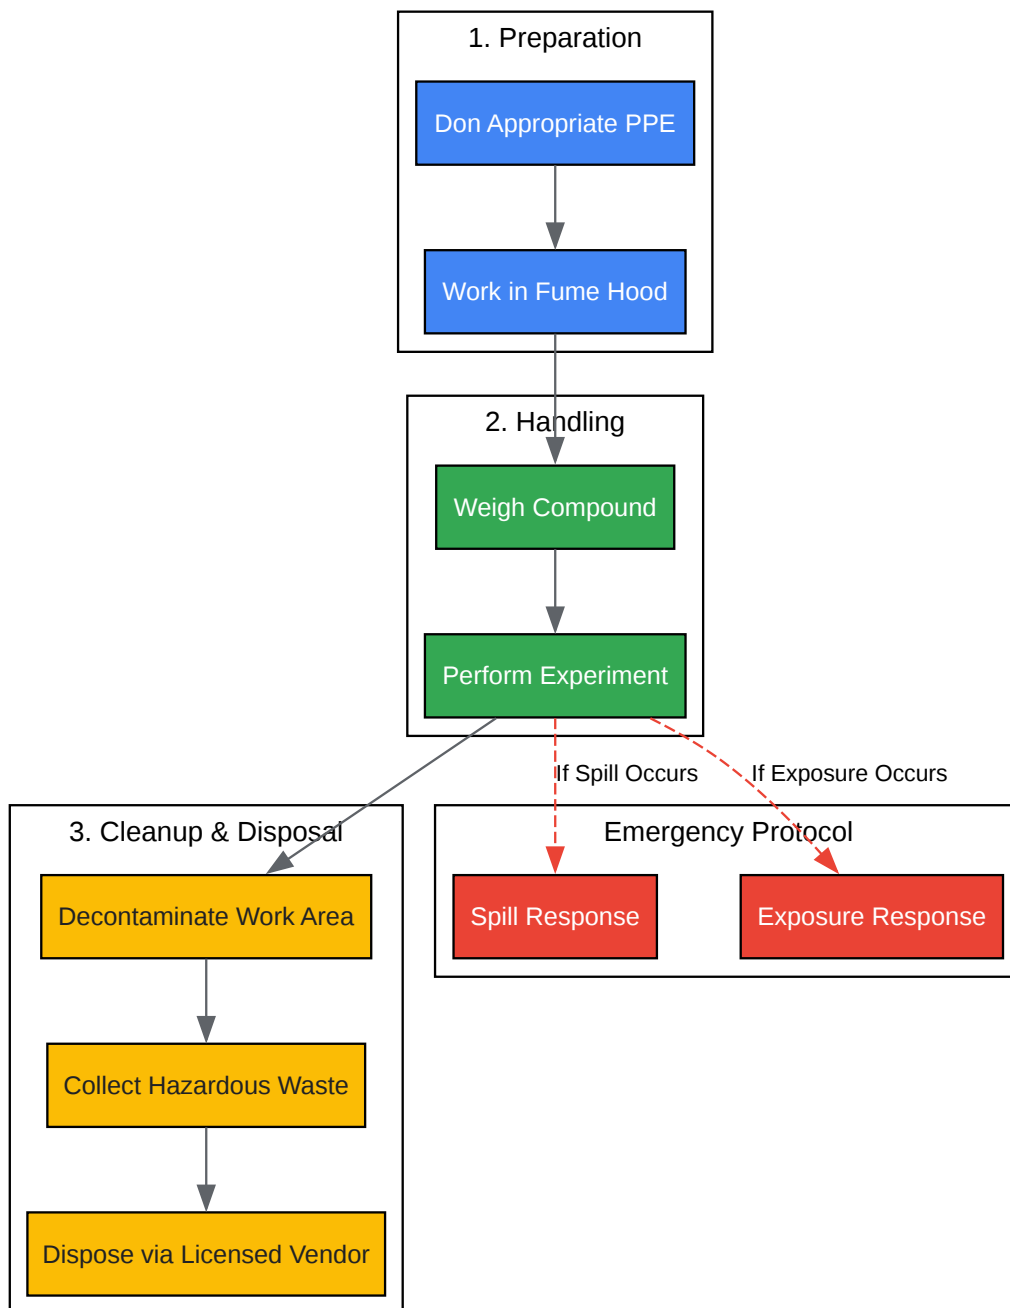 1. Preparation
Don Appropriate PPE
Work in Fume Hood
2. Handling
Weigh Compound
Perform Experiment
If Spill Occurs
If Exposure Occurs
3. Cleanup & Disposal
Decontaminate Work Area
Collect Hazardous Waste
Dispose via Licensed Vendor
Emergency Protocol
Spill Response
Exposure Response